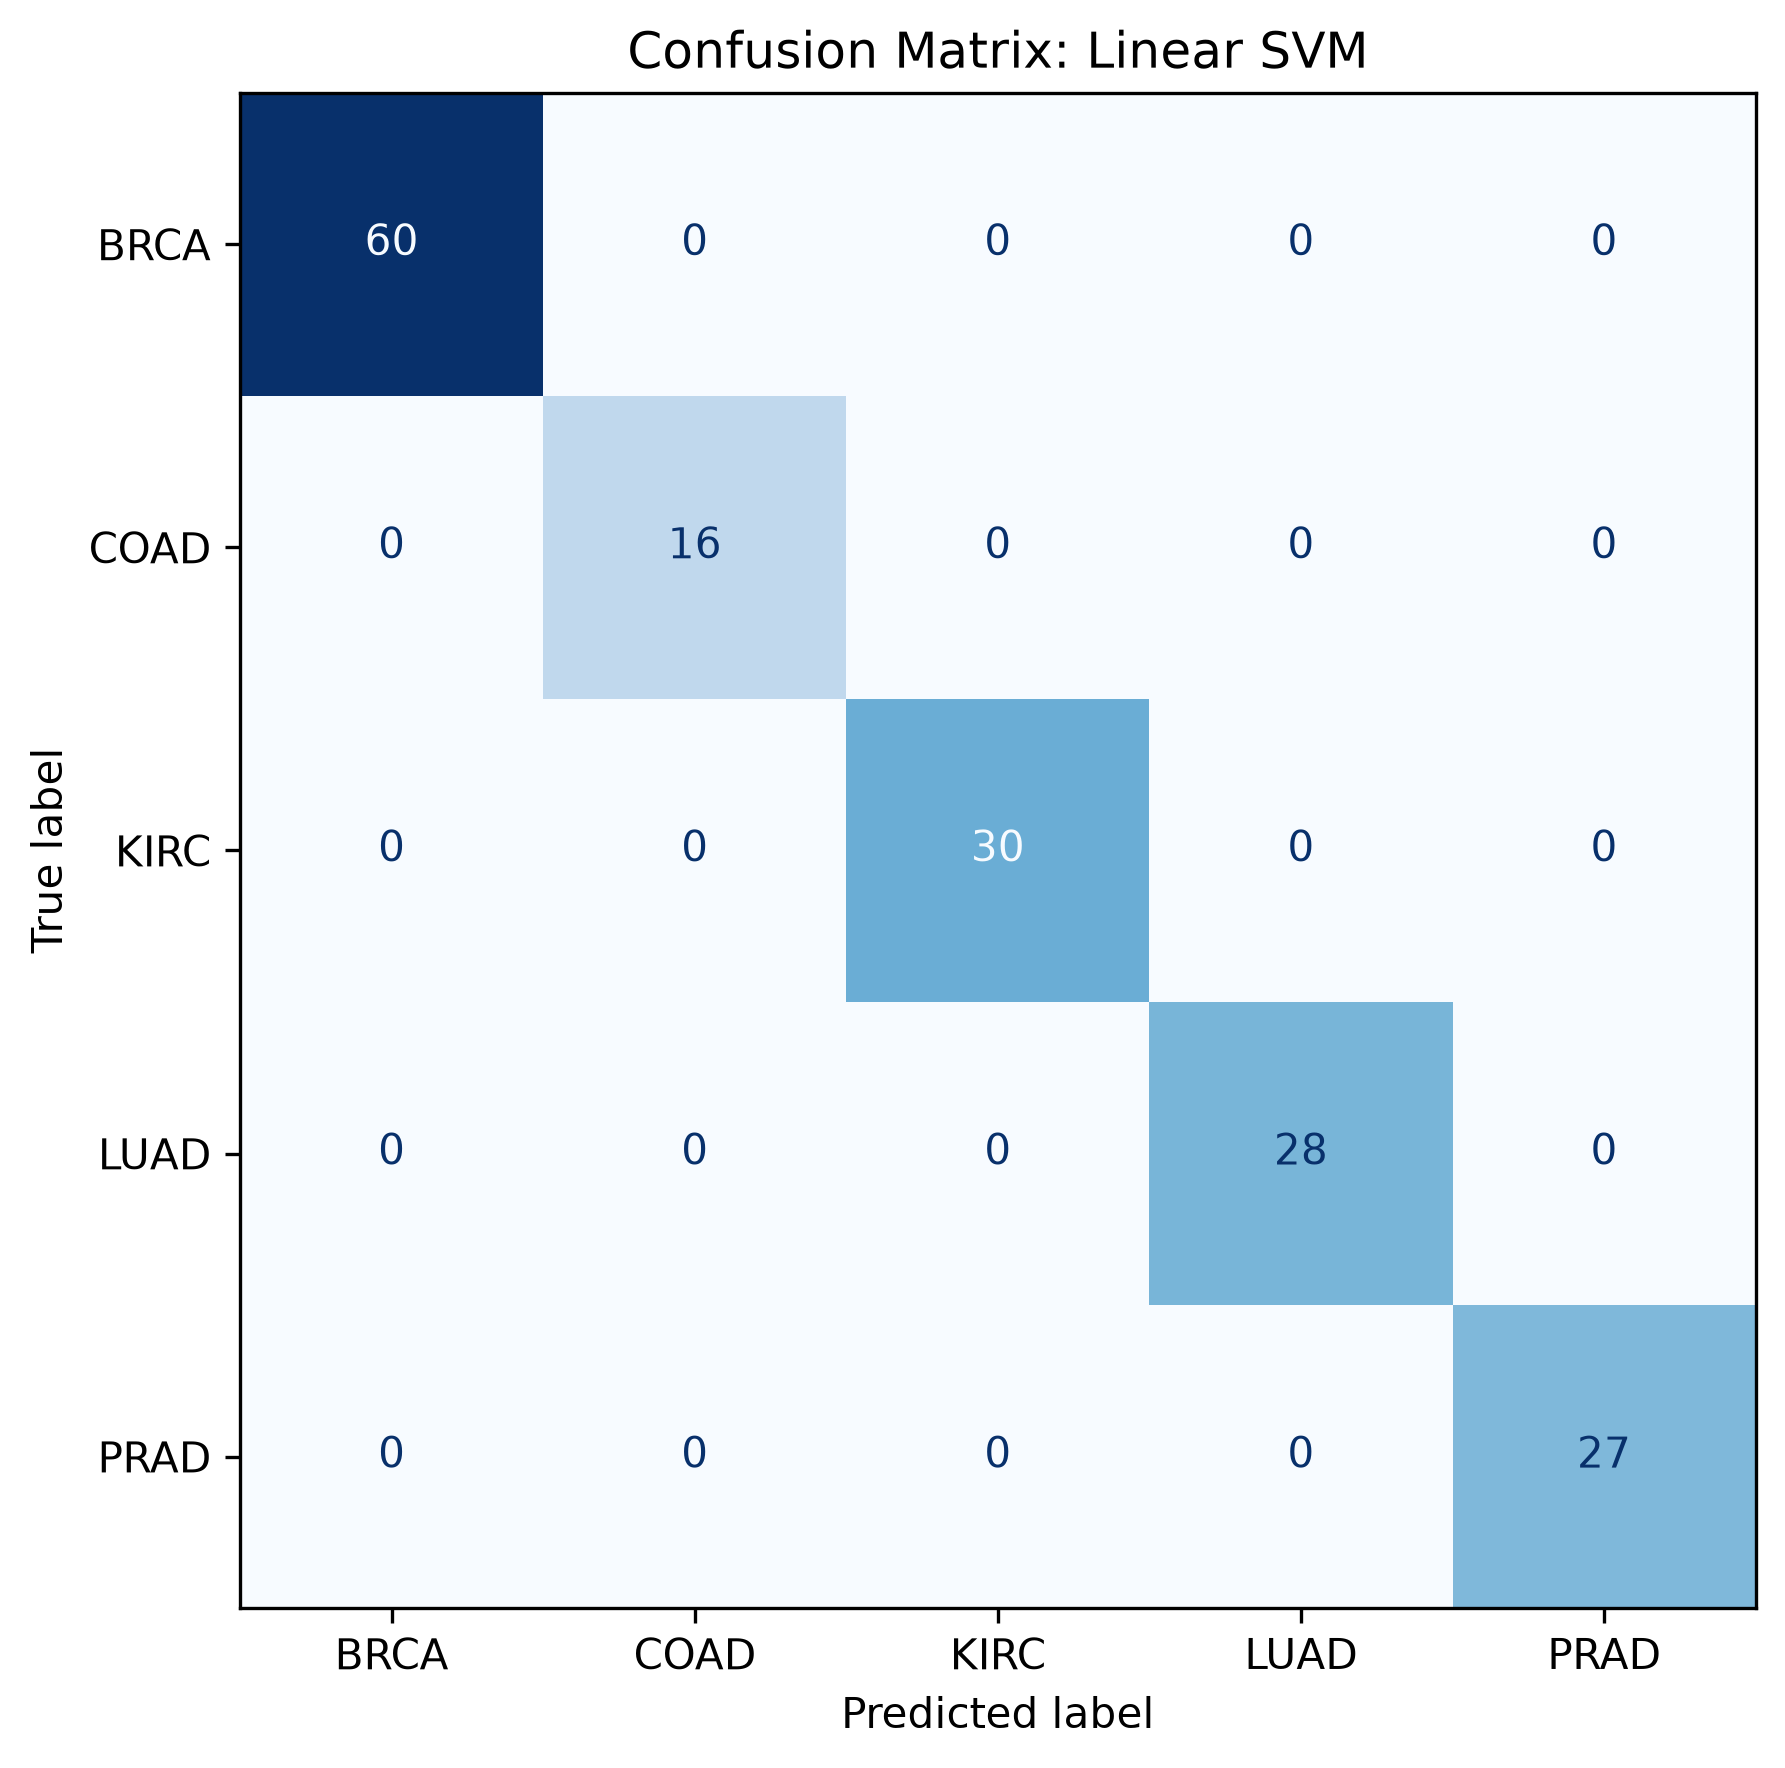 Confusion Matrix: Linear SVM
True label
BRCA 60 0 0 0 0
COAD 0 16 0 0 0
KIRC 0 0 30 0 0
LUAD 0 0 0 28 0
PRAD 0 0 0 0 27
BRCA COAD KIRC LUAD PRAD
Predicted label